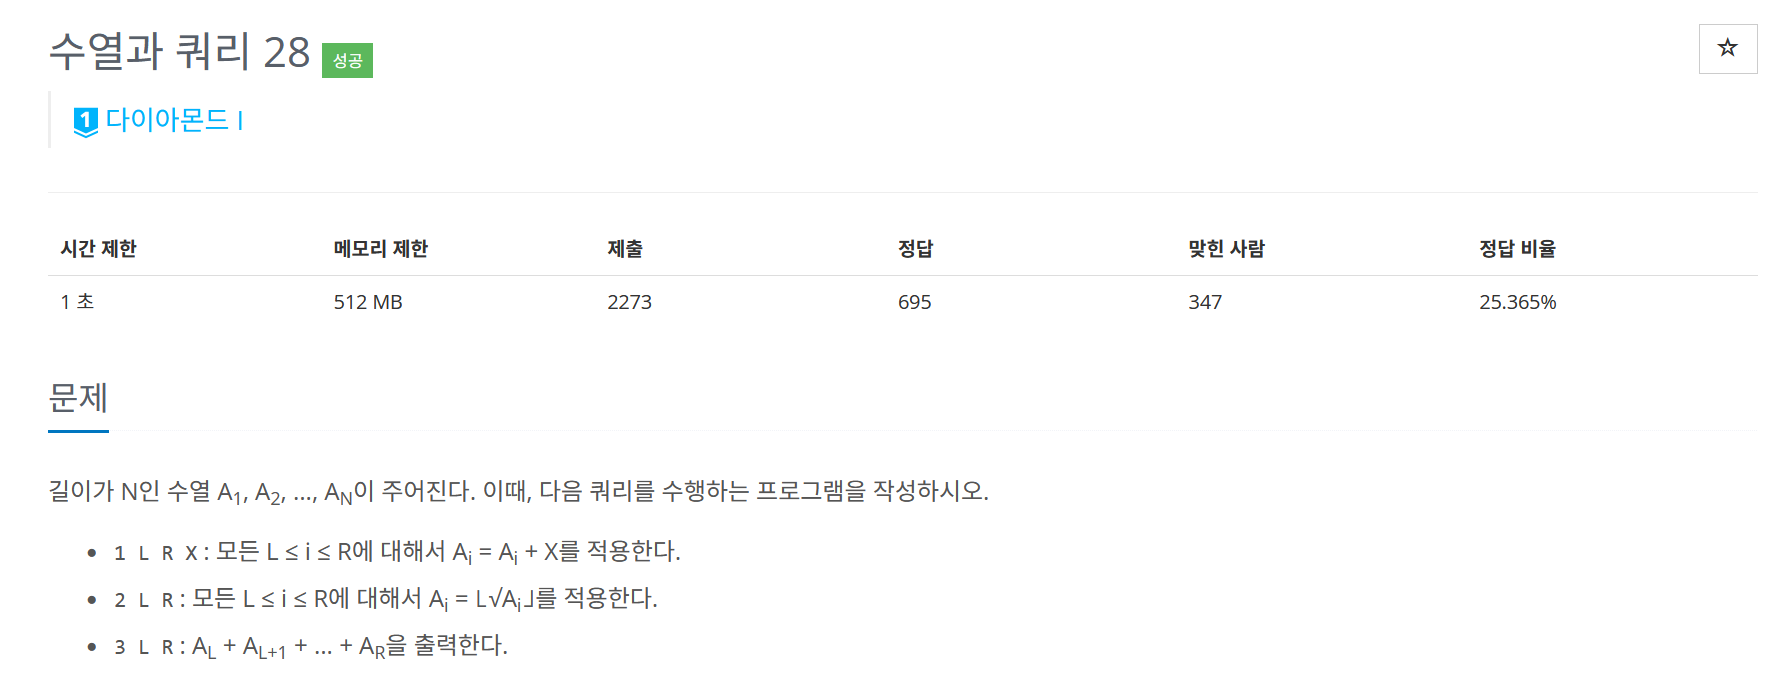 수열과 쿼리 28 성공
☆
1 다이아몬드 I
시간 제한 메모리 제한 제출 정답 맞힌 사람 정답 비율
1 초 512 MB 2273 695 347 25.365%
문제
길이가 N인 수열 A1, A2, ..., AN이 주어진다. 이때, 다음 쿼리를 수행하는 프로그램을 작성하시오.
• 1 L R X : 모든 L ≤ i ≤ R에 대해서 Ai = Ai + X를 적용한다.
• 2 L R : 모든 L ≤ i ≤ R에 대해서 Ai = ⌊√Ai⌋를 적용한다.
• 3 L R : AL + AL+1 + ... + AR을 출력한다.